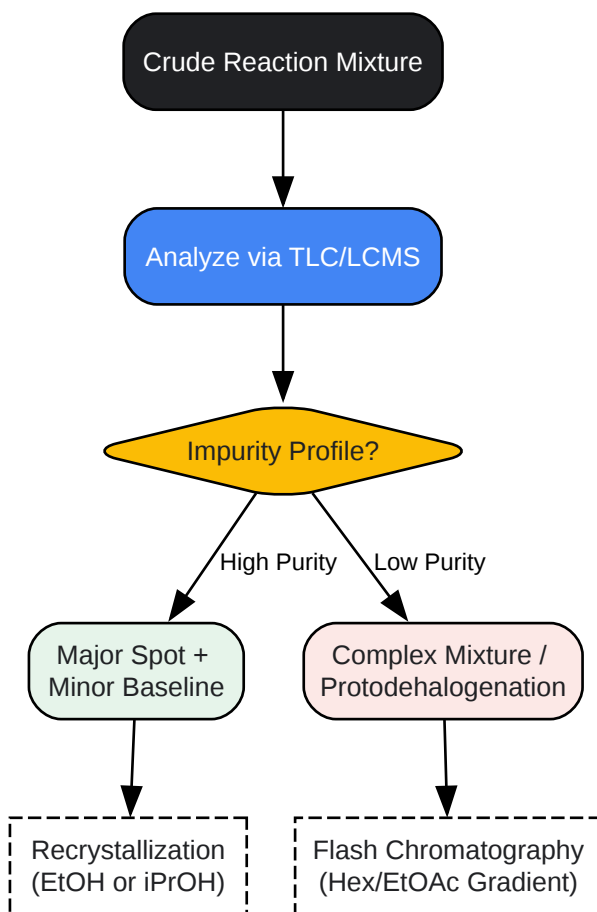 Crude Reaction Mixture
Analyze via TLC/LCMS
Impurity Profile?
High Purity
Low Purity
Major Spot +
Minor Baseline
Complex Mixture /
Protodehalogenation
Recrystallization
(EtOH or iPrOH)
Flash Chromatography
(Hex/EtOAc Gradient)